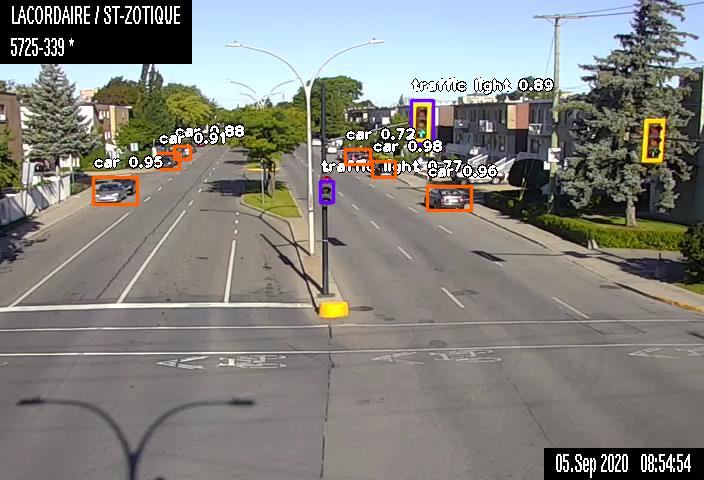 LACORDAIRE / ST-ZOTIQUE
5725-339 *
traffic light 0.89
car 0.88
car 0.91
car 0.72
car 0.98
car 0.95
traffic light 0.77
car 0.96
05.Sep 2020 08:54:54